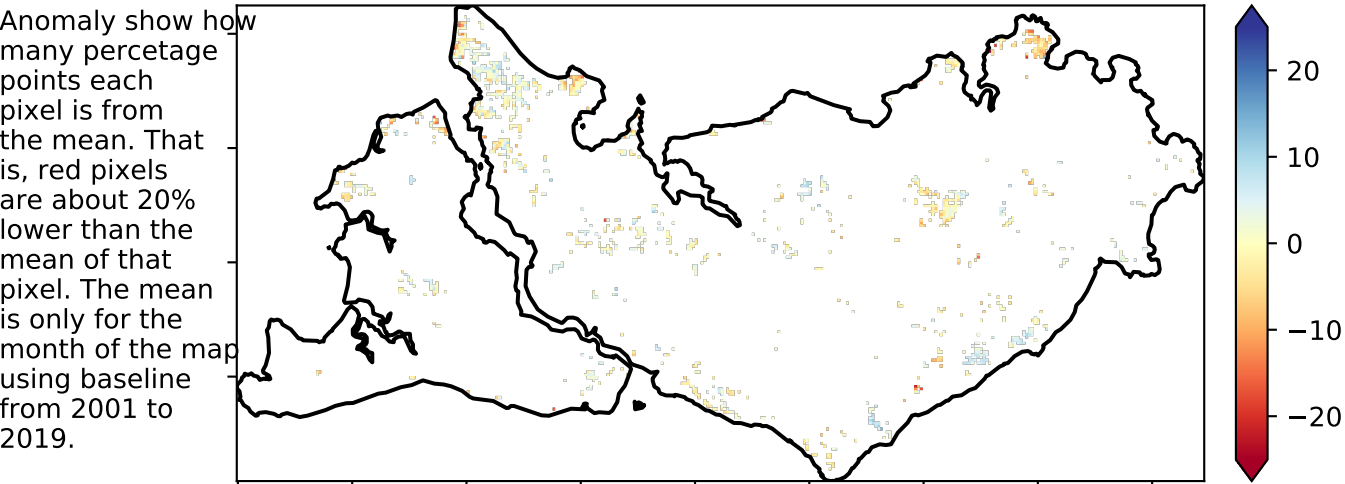 Anomaly show how
many percetage
points each
pixel is from
the mean. That
is, red pixels
are about 20%
lower than the
mean of that
pixel. The mean
is only for the
month of the map
using baseline
from 2001 to
2019.
20
10
0
−10
−20